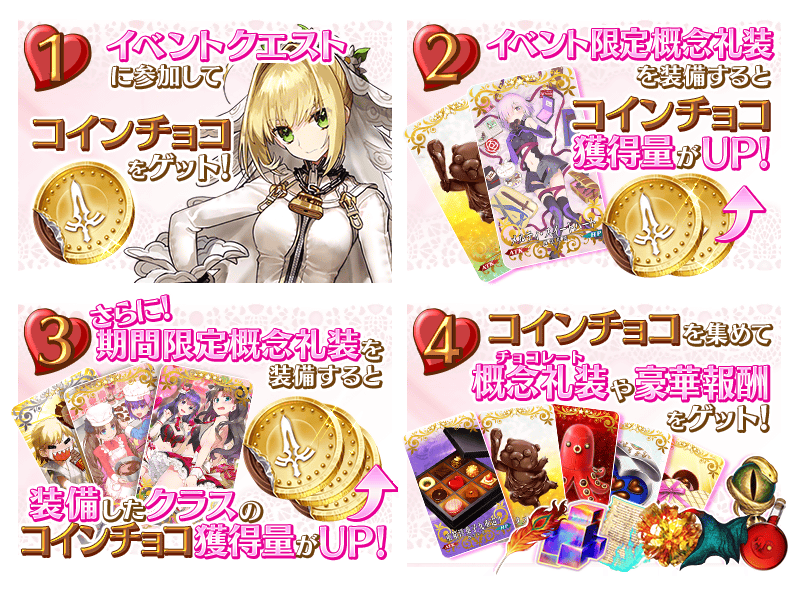 1
イベントクエスト
に参加して
コインチョコ
をゲット!
2
イベント限定概念礼装
を装備すると
コインチョコ
獲得量がUP!
ATK
ATK
HP
3
さらに!
期間限定概念礼装を
装備すると
装備したクラスの
コインチョコ獲得量がUP!
4
コインチョコを集めて
チョコレート
概念礼装や豪華報酬
をゲット!